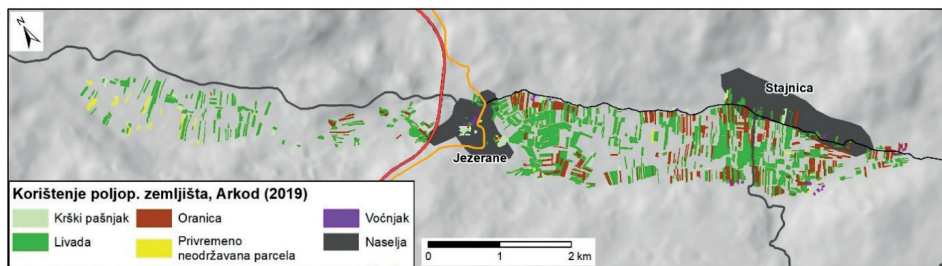 N
Stajnica
Jezerane
Korištenje poljop. zemljišta, Arkod (2019)
Krški pašnjak
Oranica
Voćnjak
Livada
Privremeno
neodržavana parcela
Naselja
0 1 2 km